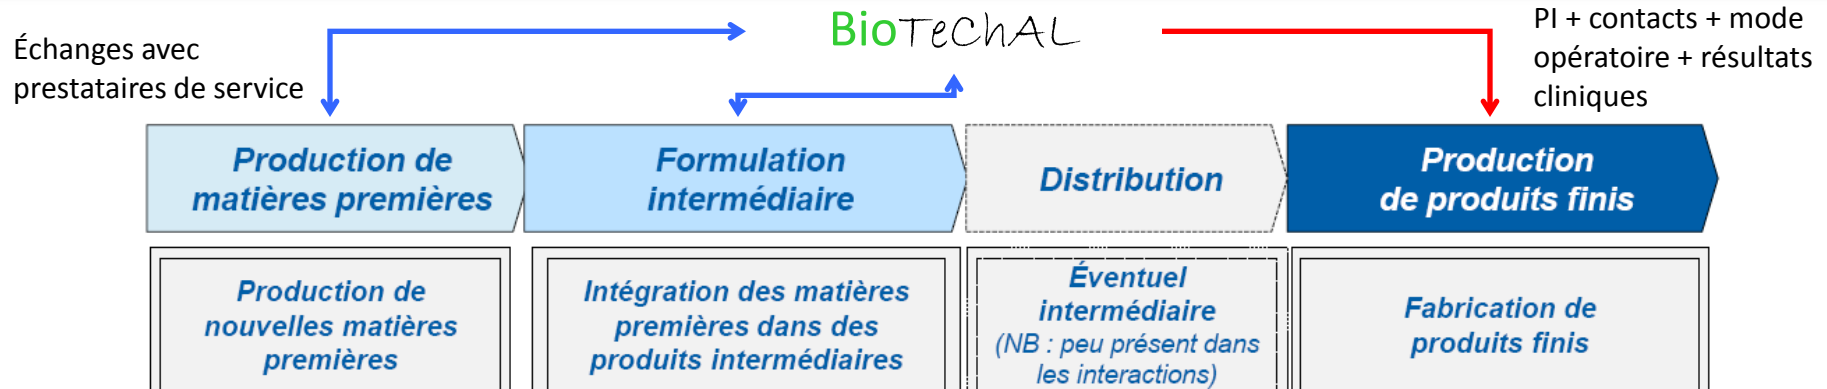 Échanges avec
prestataires de service
BioTeChAL
PI + contacts + mode
opératoire + résultats
cliniques
Production de
matières premières
Formulation
intermédiaire
Distribution
Production
de produits finis
Production de
nouvelles matières
premières
Intégration des matières
premières dans des
produits intermédiaires
Éventuel
intermédiaire
(NB : peu présent dans
les interactions)
Fabrication de
produits finis